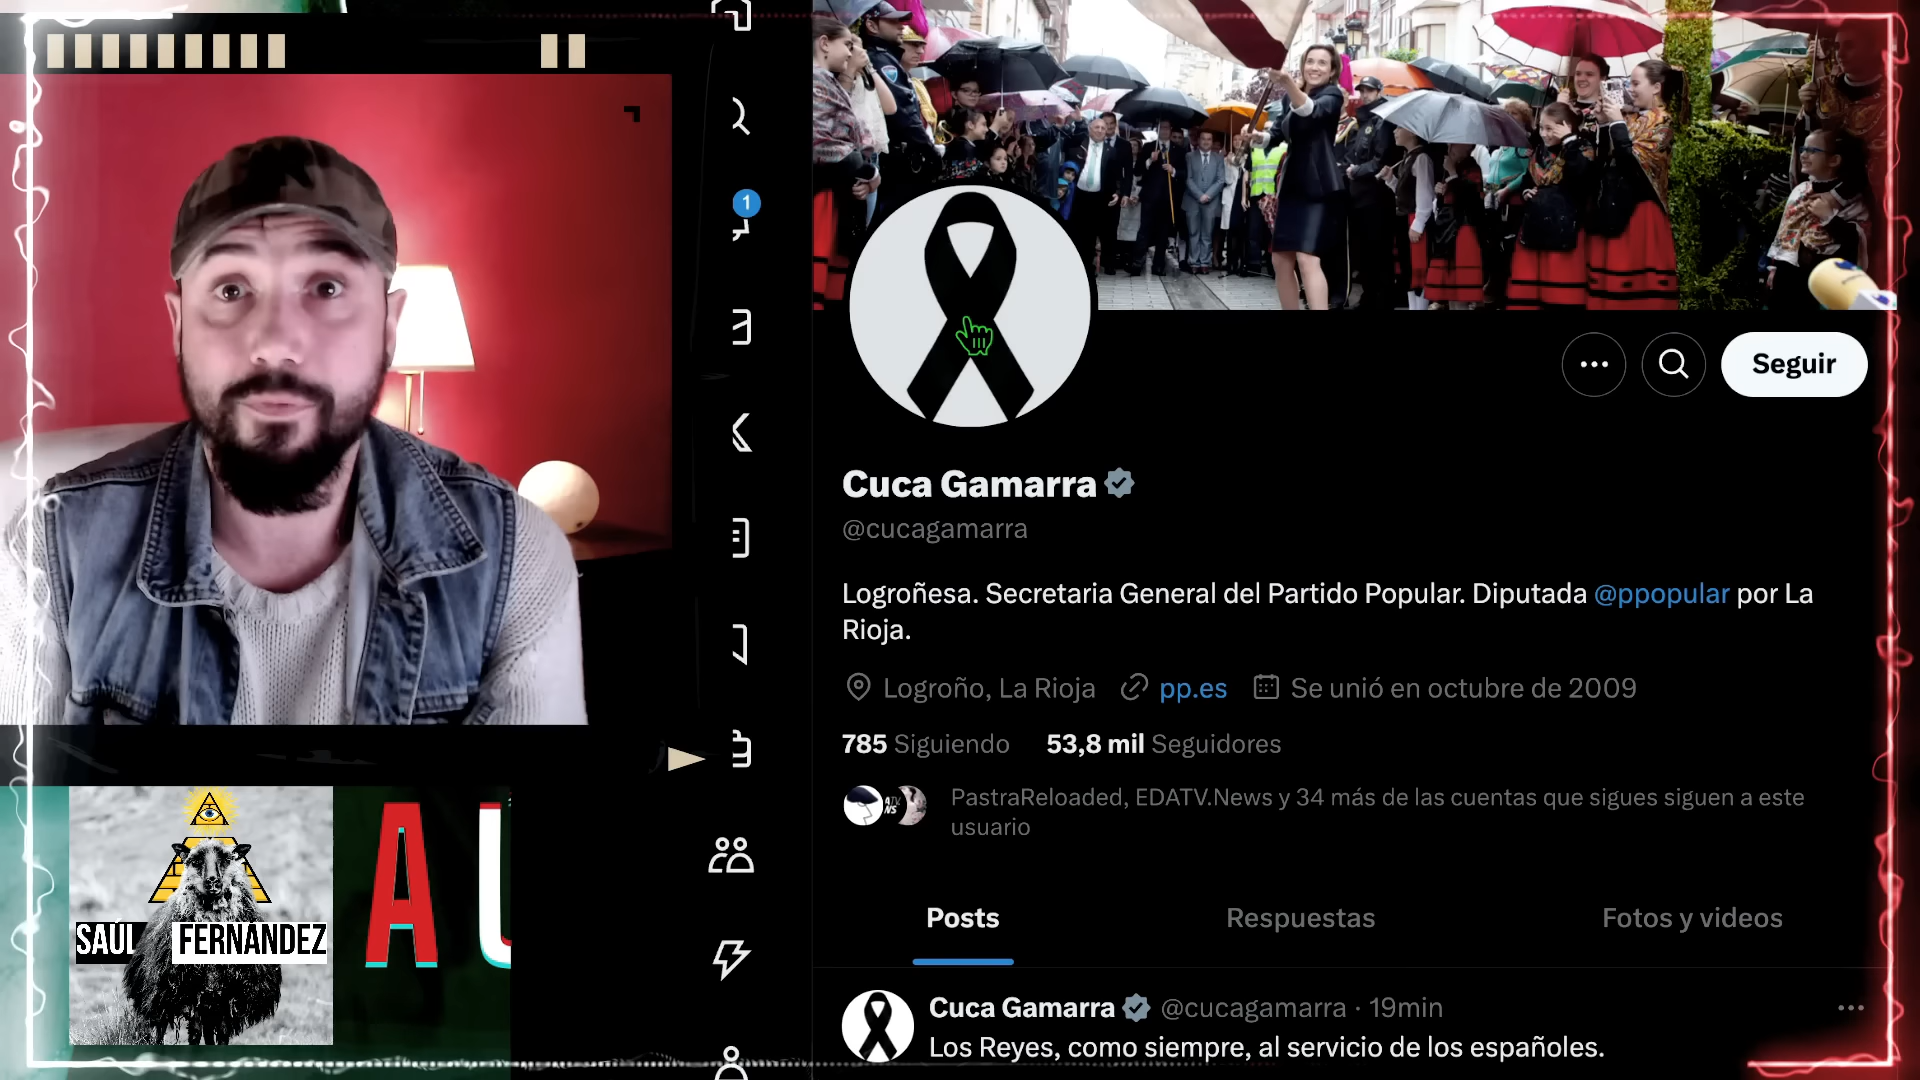 1
Seguir
Cuca Gamarra
@cucagamarra
Logroñesa. Secretaria General del Partido Popular. Diputada @ppopular por La
Rioja.
Logroño, La Rioja pp.es Se unió en octubre de 2009
785 Siguiendo 53,8 mil Seguidores
PastraReloaded, EDATV.News y 34 más de las cuentas que sigues siguen a este
usuario
Posts Respuestas Fotos y videos
Cuca Gamarra @cucagamarra · 19min
Los Reyes, como siempre, al servicio de los españoles.
SAÚL FERNÁNDEZ
A